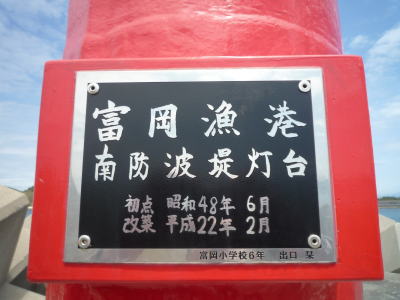 富岡漁港
南防波堤灯台
初点 昭和48年 6月
改築 平成22年 2月
富岡小学校6年 出口 栞